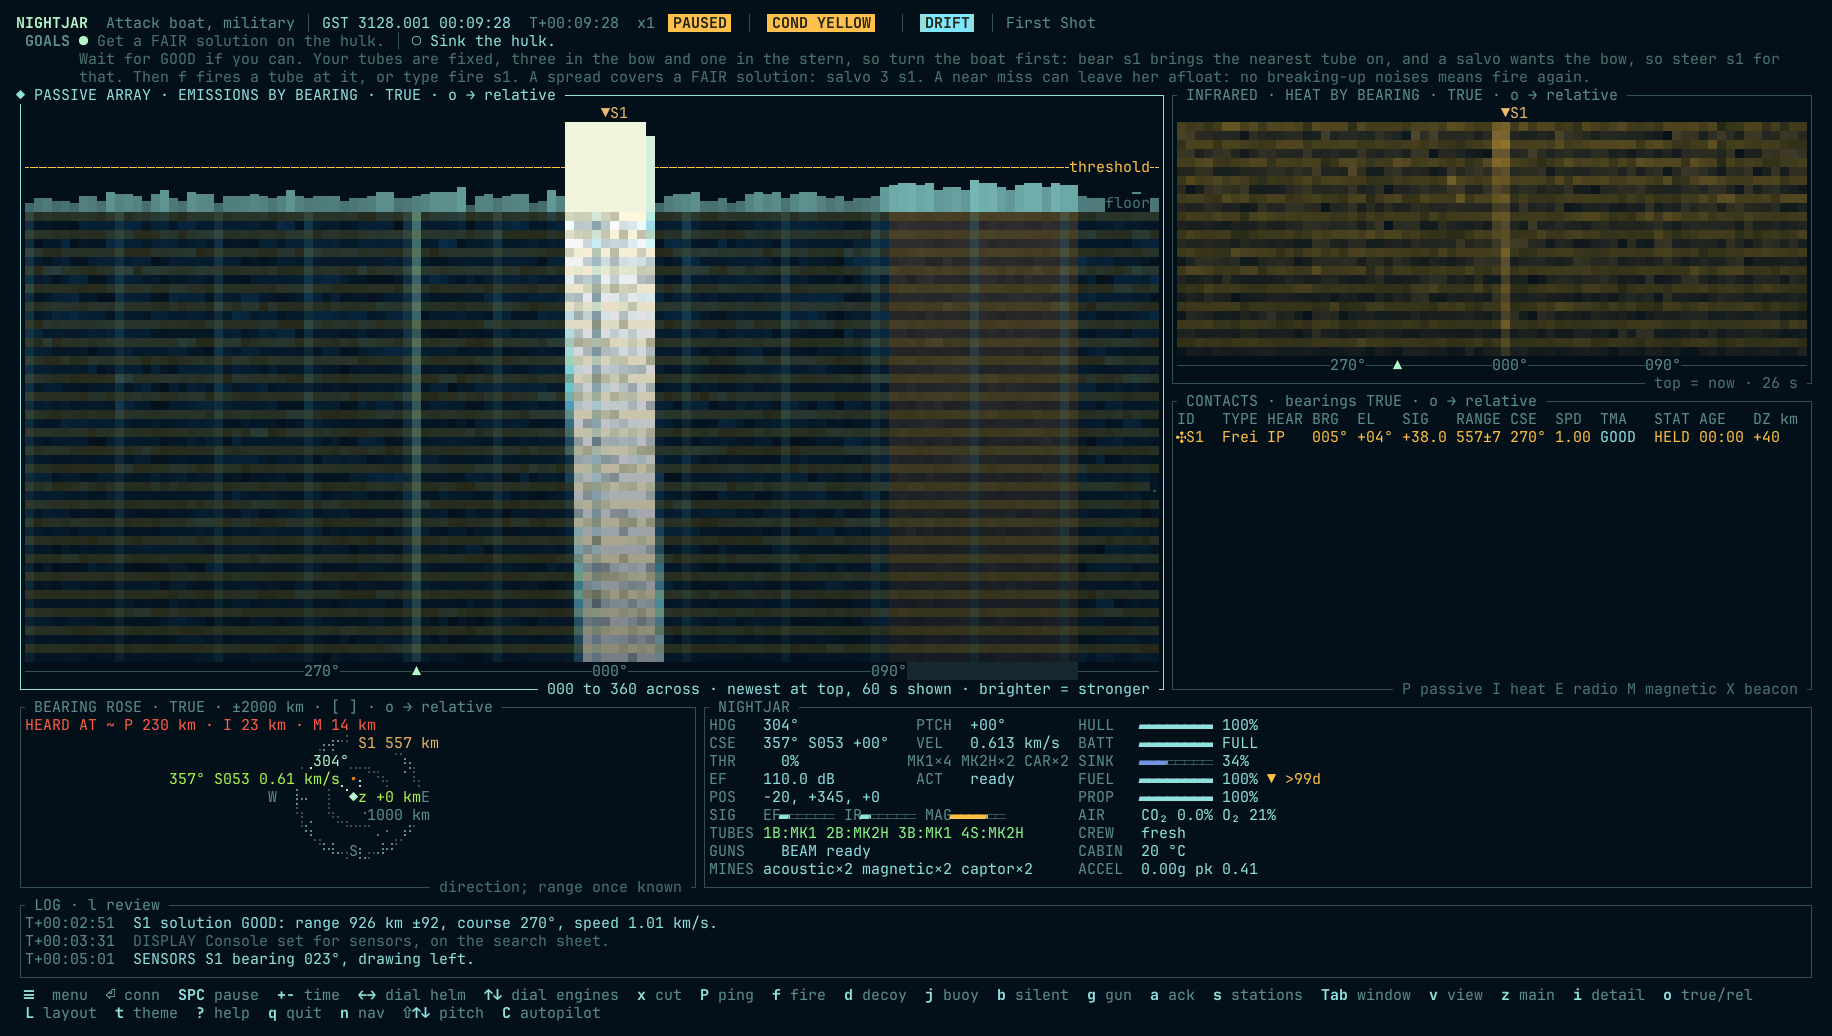 NIGHTJAR Attack boat, military GST 3128.001 00:09:28 T+00:09:28 x1 PAUSED COND YELLOW DRIFT First Shot
GOALS ● Get a FAIR solution on the hulk. ○ Sink the hulk.
Wait for GOOD if you can. Your tubes are fixed, three in the bow and one in the stern, so turn the boat first: bear s1 brings the nearest tube on, and a salvo wants the bow, so steer s1 for
that. Then f fires a tube at it, or type fire s1. A spread covers a FAIR solution: salvo 3 s1. A near miss can leave her afloat: no breaking-up noises means fire again.
◆ PASSIVE ARRAY · EMISSIONS BY BEARING · TRUE · o → relative
▼S1
threshold
floor
270° ▲ 000° 090°
000 to 360 across · newest at top, 60 s shown · brighter = stronger
INFRARED · HEAT BY BEARING · TRUE · o → relative
▼S1
270° ▲ 000° 090°
top = now · 26 s
CONTACTS · bearings TRUE · o → relative
ID TYPE HEAR BRG EL SIG RANGE CSE SPD TMA STAT AGE DZ km
S1 Frei IP 005° +04° +38.0 557±7 270° 1.00 GOOD HELD 00:00 +40
P passive I heat E radio M magnetic X beacon
BEARING ROSE · TRUE · ±2000 km · [ ] · o → relative
HEARD AT ~ P 230 km · I 23 km · M 14 km
S1 557 km
304°
357° S053 0.61 km/s
W ◆z +0 km E
1000 km
S
direction; range once known
NIGHTJAR
HDG 304° PTCH +00° HULL 100%
CSE 357° S053 +00° VEL 0.613 km/s BATT FULL
THR 0% MK1×4 MK2H×2 CAR×2 SINK 34%
EF 110.0 dB ACT ready FUEL 100% ▼ >99d
POS -20, +345, +0 PROP 100%
SIG EF IR MAG AIR CO₂ 0.0% O₂ 21%
TUBES 1B:MK1 2B:MK2H 3B:MK1 4S:MK2H CREW fresh
GUNS BEAM ready CABIN 20 °C
MINES acoustic×2 magnetic×2 captor×2 ACCEL 0.00g pk 0.41
LOG · l review
T+00:02:51 S1 solution GOOD: range 926 km ±92, course 270°, speed 1.01 km/s.
T+00:03:31 DISPLAY Console set for sensors, on the search sheet.
T+00:05:01 SENSORS S1 bearing 023°, drawing left.
≡ menu ⏎ conn SPC pause +- time ↔ dial helm ↑↓ dial engines x cut P ping f fire d decoy j buoy b silent g gun a ack s stations Tab window v view z main i detail o true/rel
L layout t theme ? help q quit n nav ⇧↑↓ pitch C autopilot